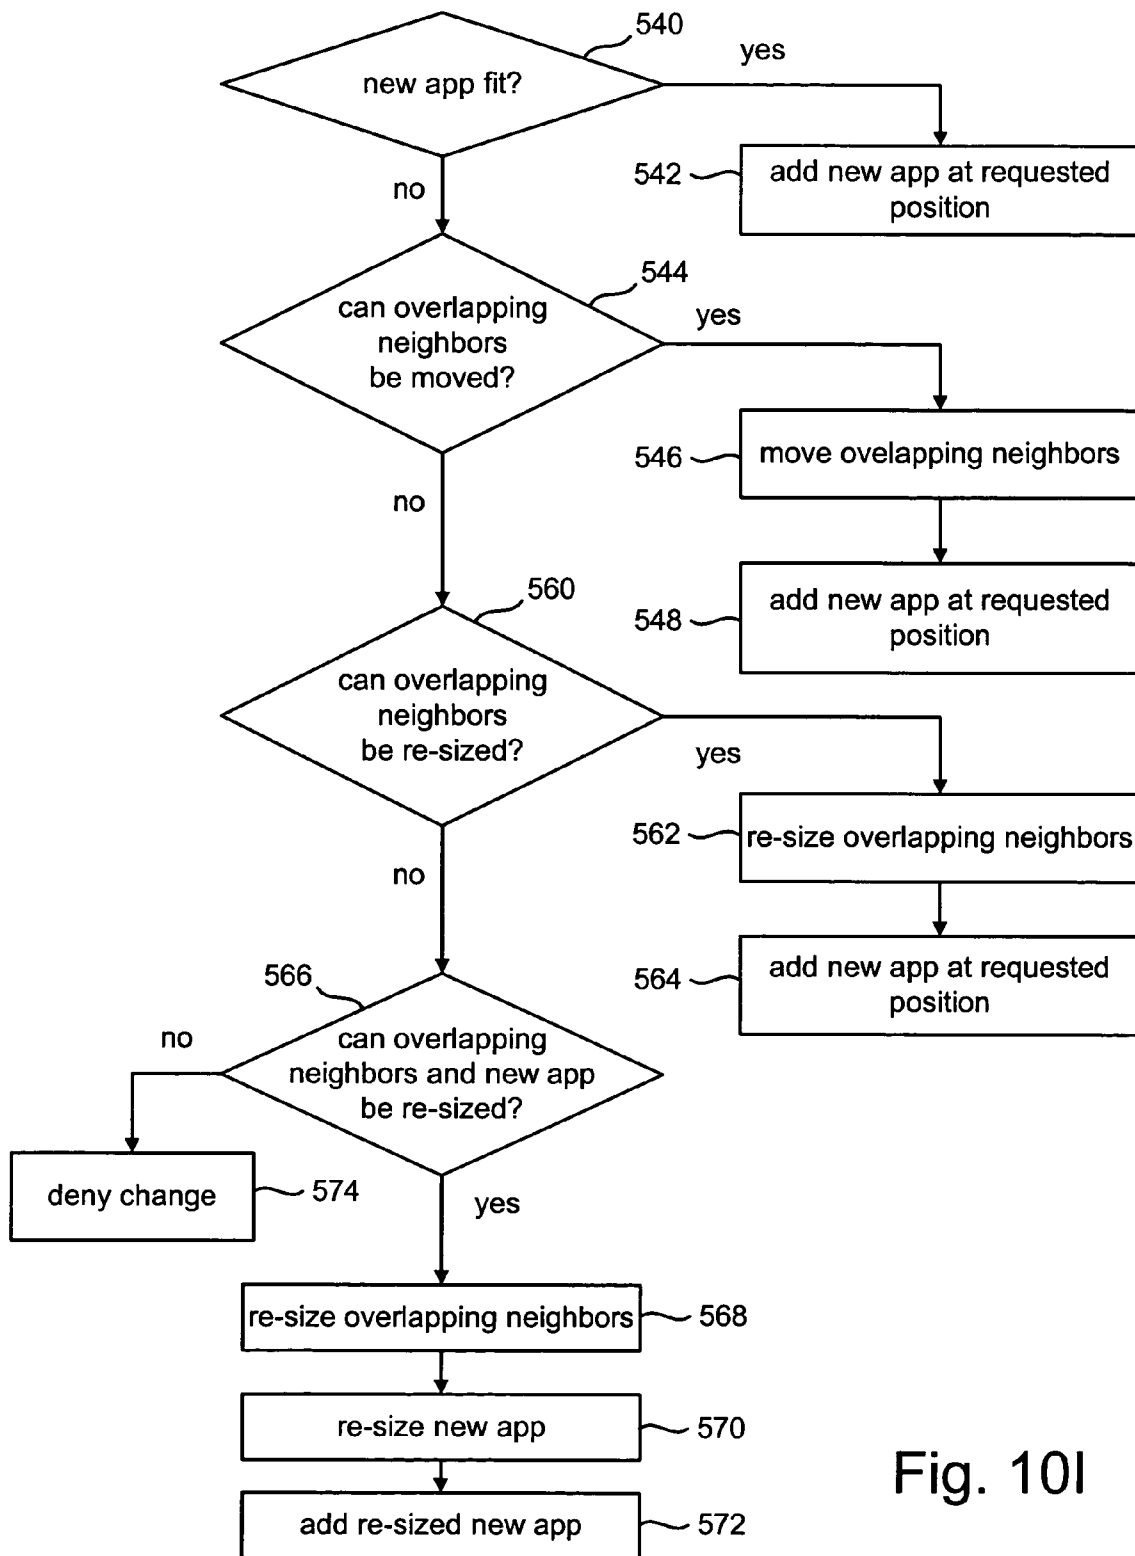 540
yes
new app fit?
542
add new app at requested
position
no
544
can overlapping
neighbors
be moved?
yes
546
move ovelapping neighbors
no
548
add new app at requested
position
560
can overlapping
neighbors
be re-sized?
yes
562
re-size overlapping neighbors
no
564
add new app at requested
position
566
can overlapping
neighbors and new app
be re-sized?
no
deny change
574
yes
re-size overlapping neighbors
568
re-size new app
570
add re-sized new app
572
Fig. 10I